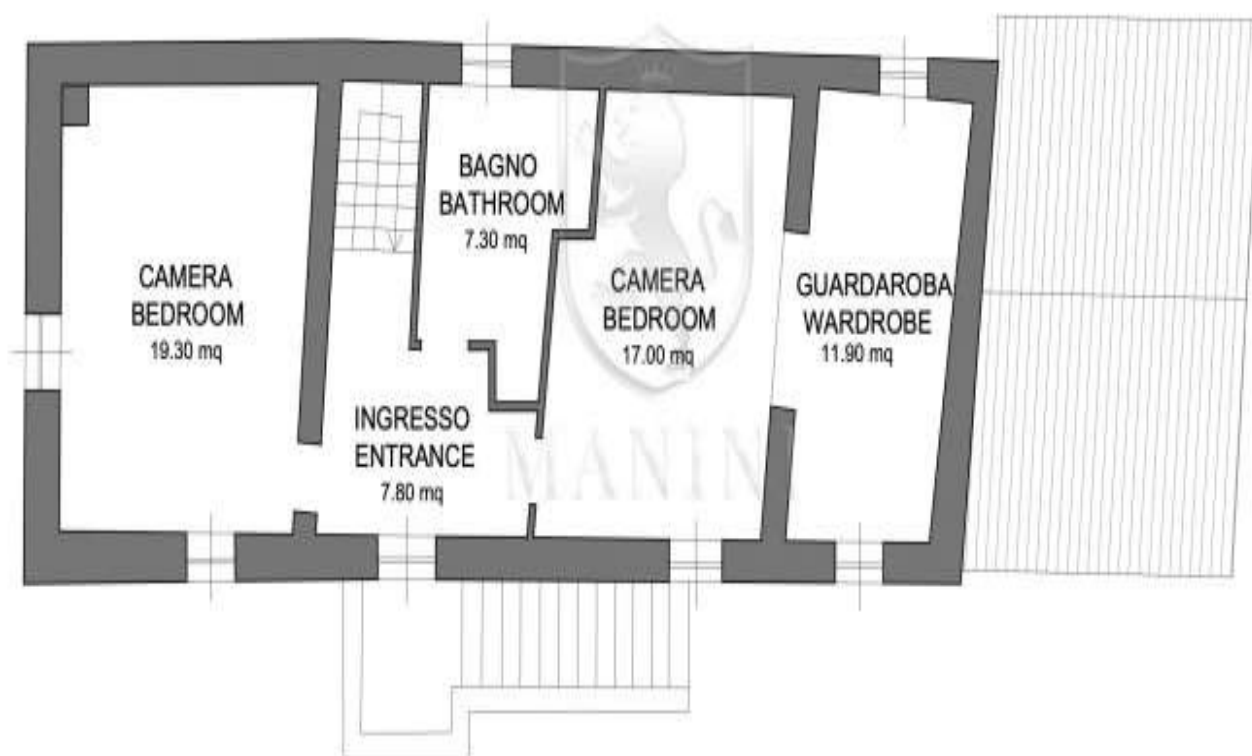 BAGNO
BATHROOM
7.30 mq
CAMERA
BEDROOM
19.30 mq
CAMERA
BEDROOM
17.00 mq
GUARDAROBA
WARDROBE
11.90 mq
INGRESSO
ENTRANCE
7.80 mq
MANINI